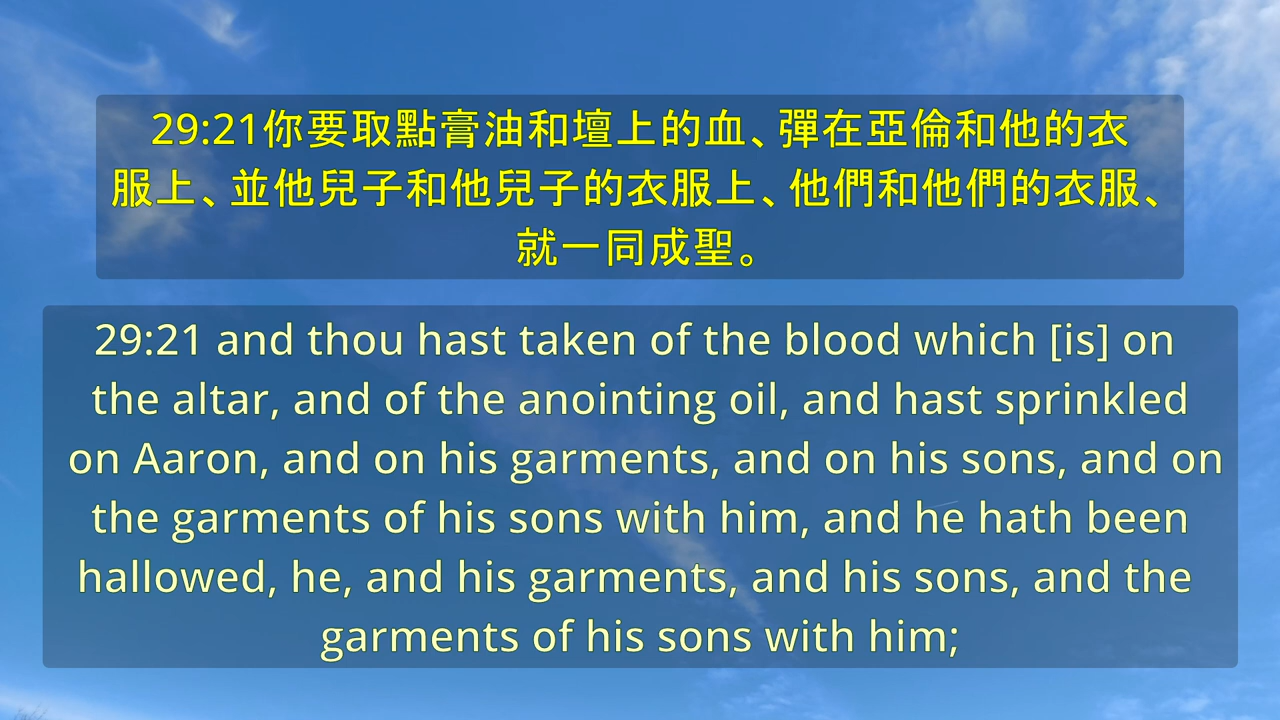 29:21你要取點膏油和壇上的血、彈在亞倫和他的衣
服上、並他兒子和他兒子的衣服上、他們和他們的衣服、
就一同成聖。
29:21 and thou hast taken of the blood which [is] on
the altar, and of the anointing oil, and hast sprinkled
on Aaron, and on his garments, and on his sons, and on
the garments of his sons with him, and he hath been
hallowed, he, and his garments, and his sons, and the
garments of his sons with him;